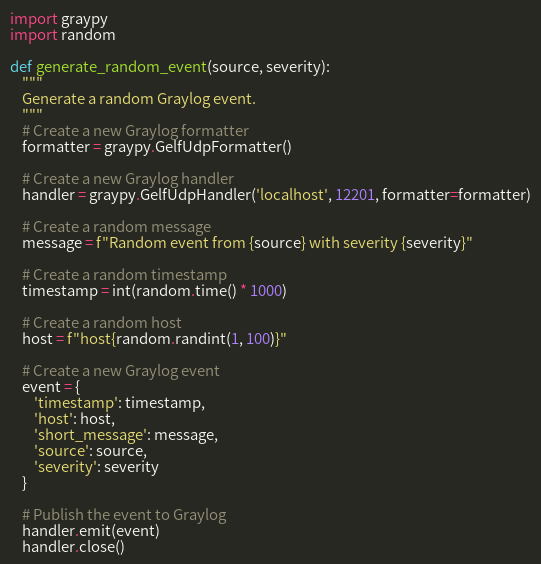 import graypy
import random
def generate_random_event(source, severity):
"""
Generate a random Graylog event.
"""
# Create a new Graylog formatter
formatter = graypy.GelfUdpFormatter()
# Create a new Graylog handler
handler = graypy.GelfUdpHandler('localhost', 12201, formatter=formatter)
# Create a random message
message = f"Random event from {source} with severity {severity}"
# Create a random timestamp
timestamp = int(random.time() * 1000)
# Create a random host
host = f"host{random.randint(1, 100)}"
# Create a new Graylog event
event = {
'timestamp': timestamp,
'host': host,
'short_message': message,
'source': source,
'severity': severity
}
# Publish the event to Graylog
handler.emit(event)
handler.close()